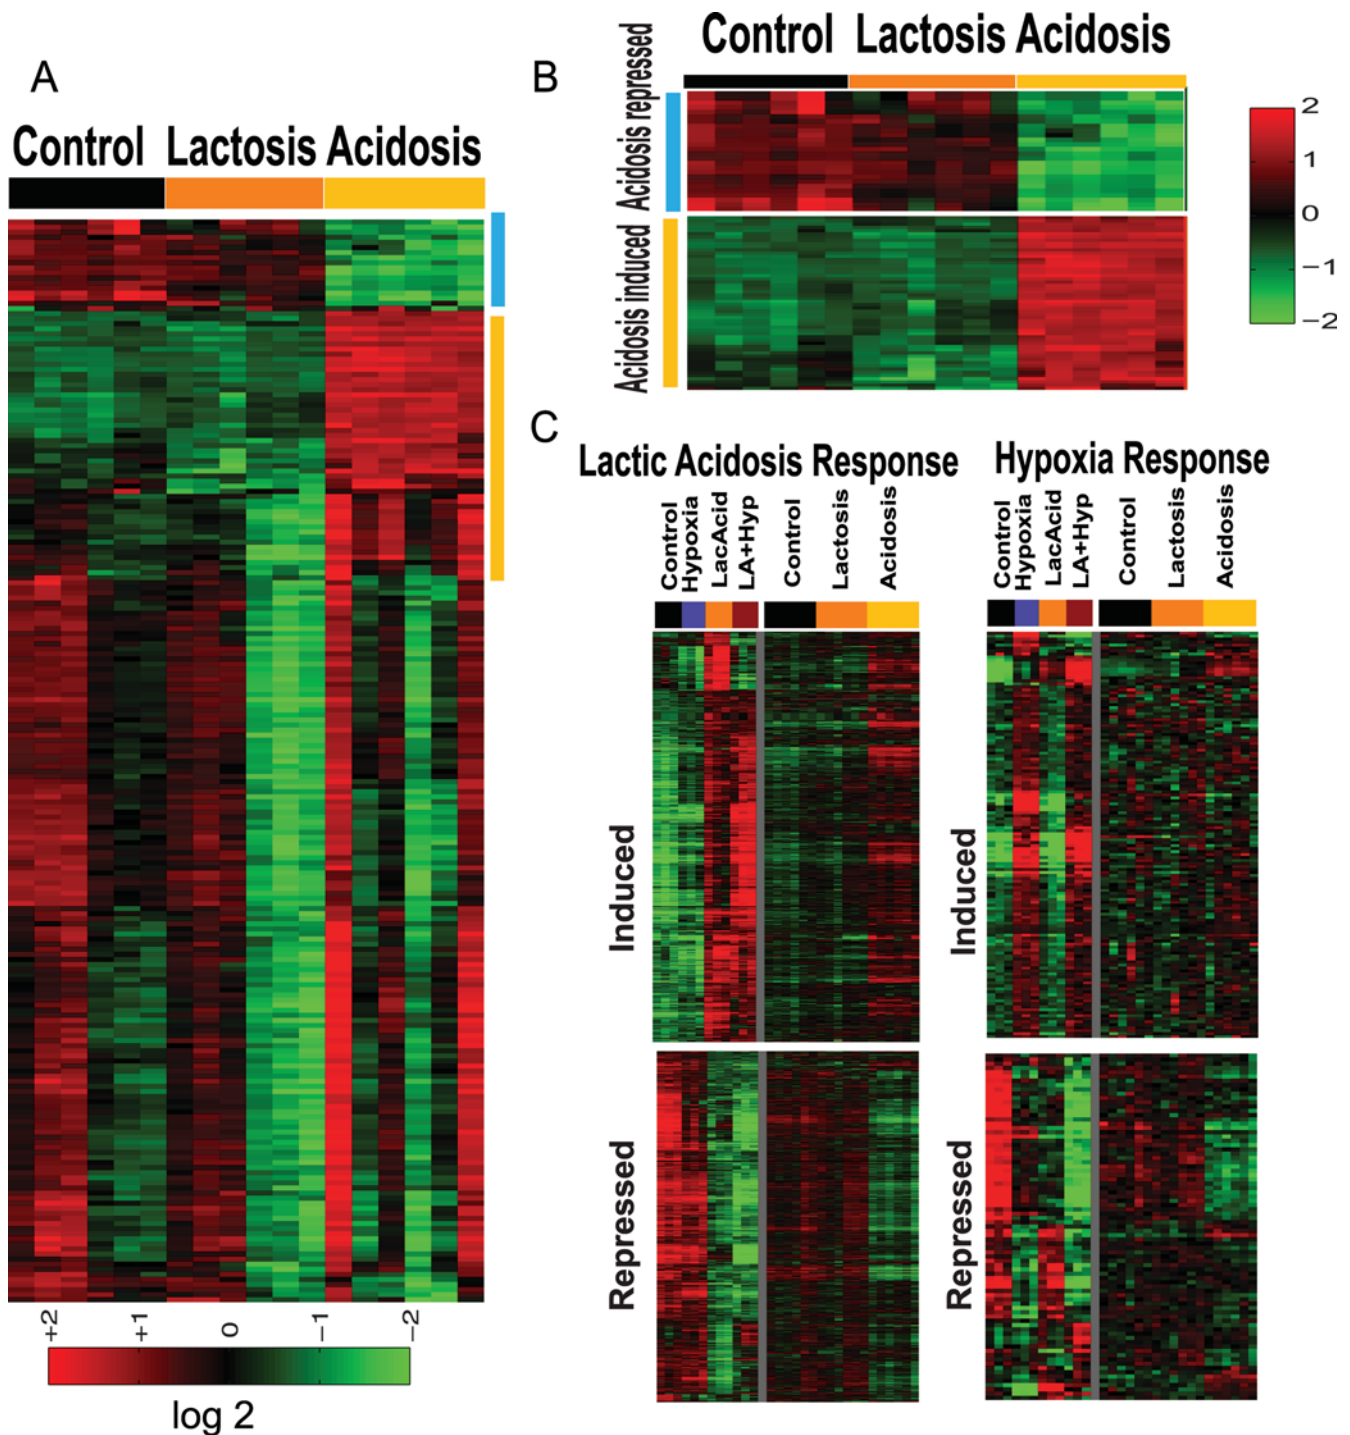 A
Control Lactosis Acidosis
+2 +1 0 −1 −2
log 2
B
Control Lactosis Acidosis
Acidosis repressed
Acidosis induced
2
1
0
−1
−2
C
Lactic Acidosis Response
Control Hypoxia LacAcid LA+Hyp Control Lactosis Acidosis
Induced
Repressed
Hypoxia Response
Control Hypoxia LacAcid LA+Hyp Control Lactosis Acidosis
Induced
Repressed